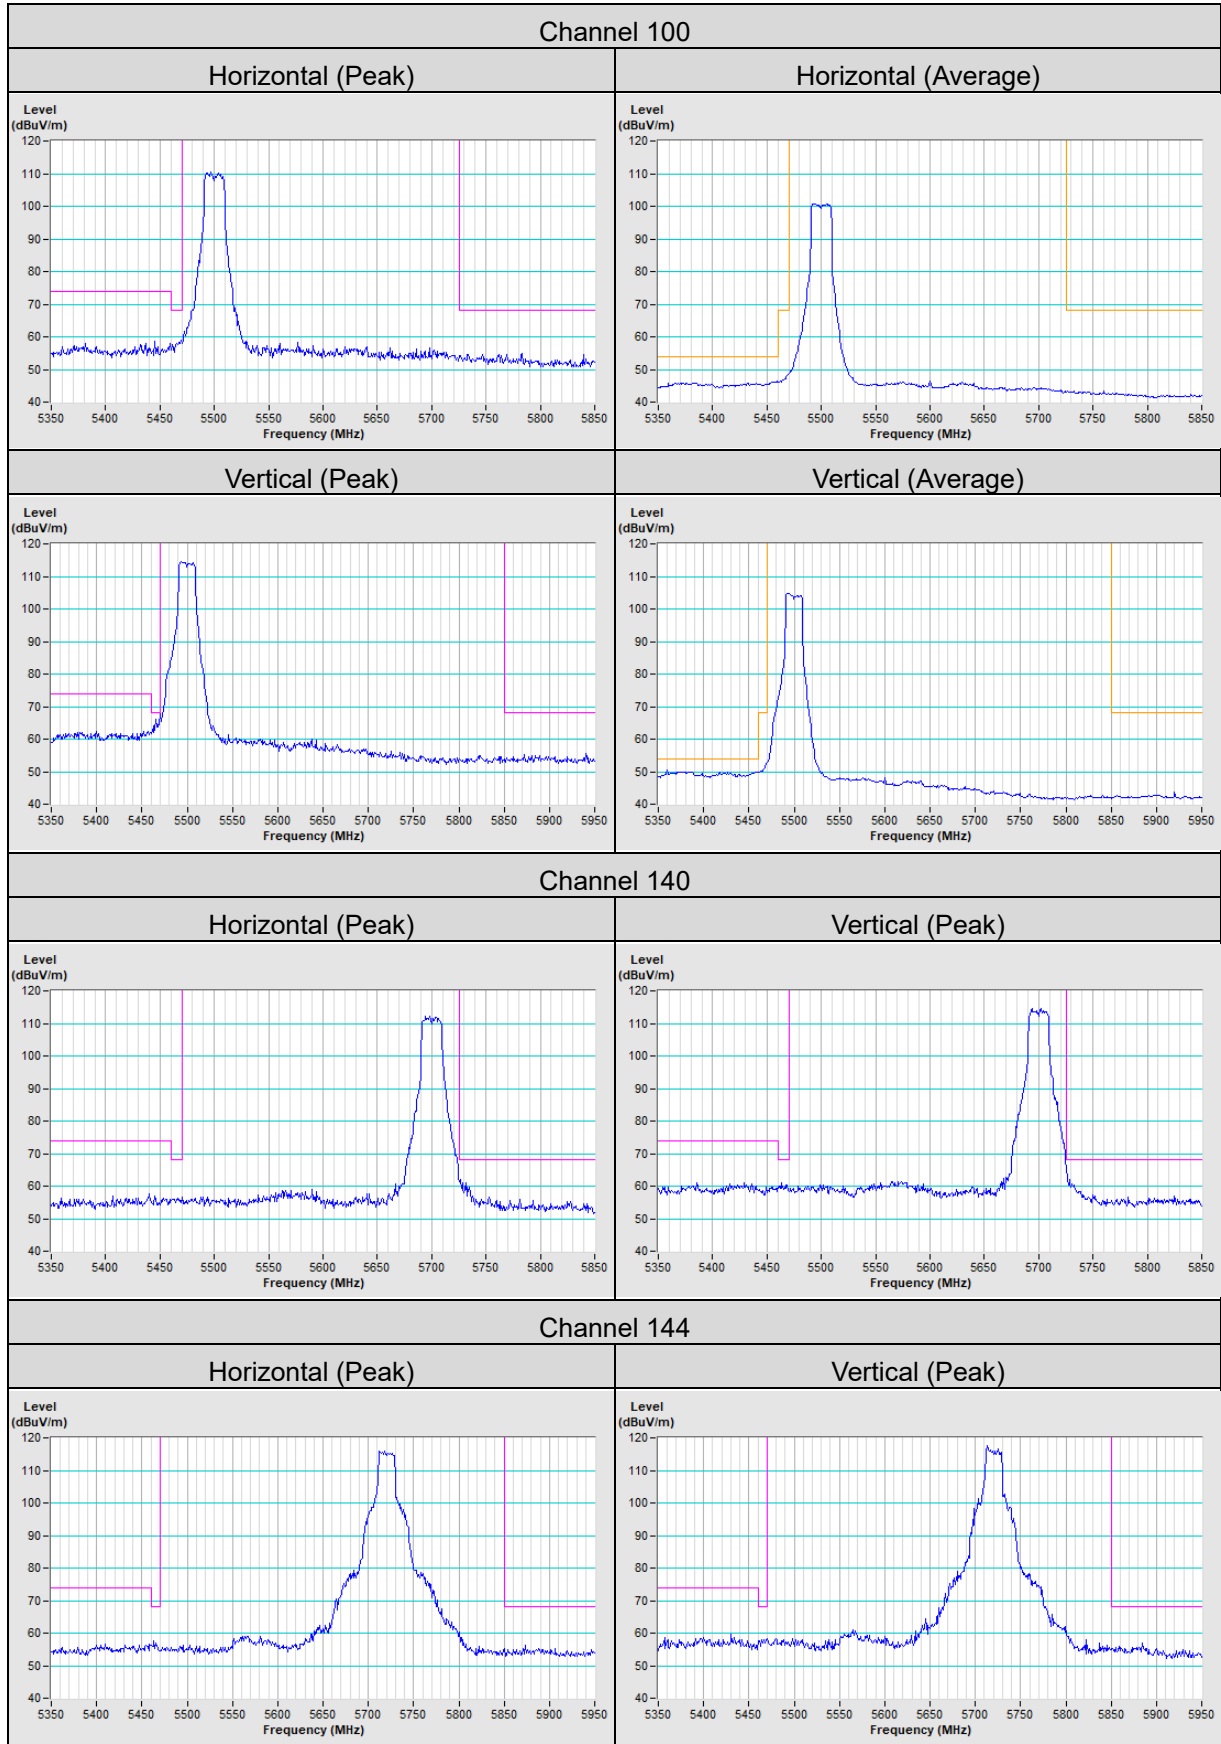 Channel 100
Horizontal (Peak)
Horizontal (Average)
Level
(dBuV/m)
120
110
100
90
80
70
60
50
40
5350 5400 5450 5500 5550 5600 5650 5700 5750 5800 5850
Frequency (MHz)
Level
(dBuV/m)
120
110
100
90
80
70
60
50
40
5350 5400 5450 5500 5550 5600 5650 5700 5750 5800 5850
Frequency (MHz)
Vertical (Peak)
Vertical (Average)
Level
(dBuV/m)
120
110
100
90
80
70
60
50
40
5350 5400 5450 5500 5550 5600 5650 5700 5750 5800 5850 5900 5950
Frequency (MHz)
Level
(dBuV/m)
120
110
100
90
80
70
60
50
40
5350 5400 5450 5500 5550 5600 5650 5700 5750 5800 5850 5900 5950
Frequency (MHz)
Channel 140
Horizontal (Peak)
Vertical (Peak)
Level
(dBuV/m)
120
110
100
90
80
70
60
50
40
5350 5400 5450 5500 5550 5600 5650 5700 5750 5800 5850
Frequency (MHz)
Level
(dBuV/m)
120
110
100
90
80
70
60
50
40
5350 5400 5450 5500 5550 5600 5650 5700 5750 5800 5850
Frequency (MHz)
Channel 144
Horizontal (Peak)
Vertical (Peak)
Level
(dBuV/m)
120
110
100
90
80
70
60
50
40
5350 5400 5450 5500 5550 5600 5650 5700 5750 5800 5850 5900 5950
Frequency (MHz)
Level
(dBuV/m)
120
110
100
90
80
70
60
50
40
5350 5400 5450 5500 5550 5600 5650 5700 5750 5800 5850 5900 5950
Frequency (MHz)